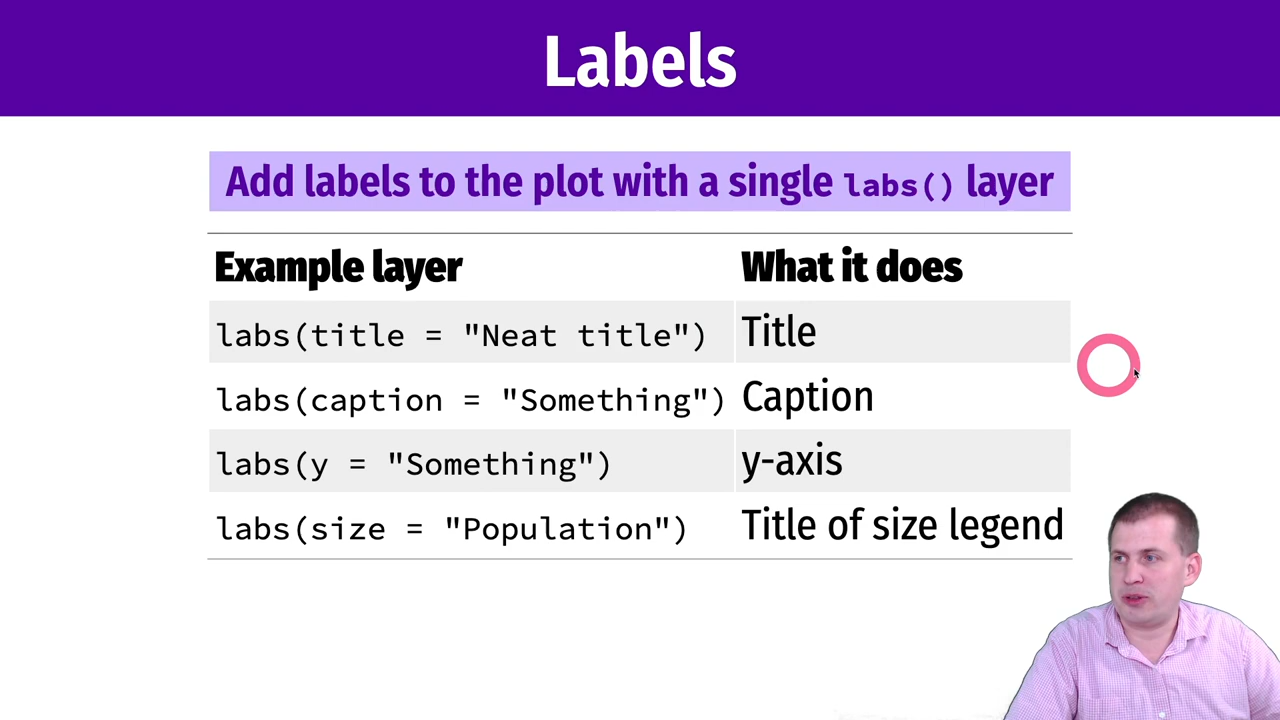 Labels
Add labels to the plot with a single labs() layer
Example layer What it does
labs(title = "Neat title") Title
labs(caption = "Something") Caption
labs(y = "Something") y-axis
labs(size = "Population") Title of size legend